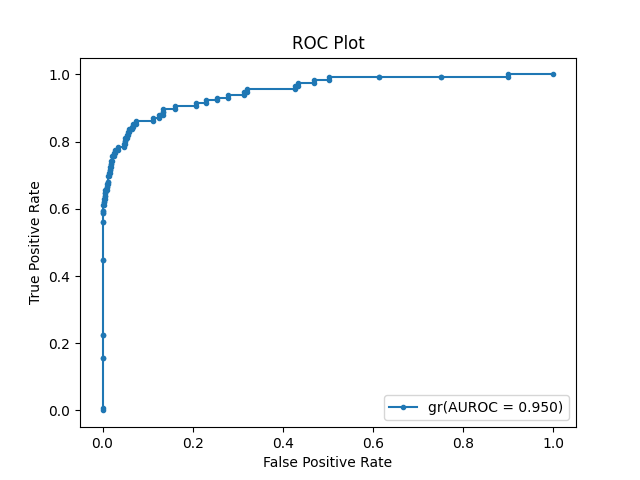 ROC Plot
True Positive Rate
1.0
0.8
0.6
0.4
0.2
0.0
gr(AUROC = 0.950)
0.0 0.2 0.4 0.6 0.8 1.0
False Positive Rate